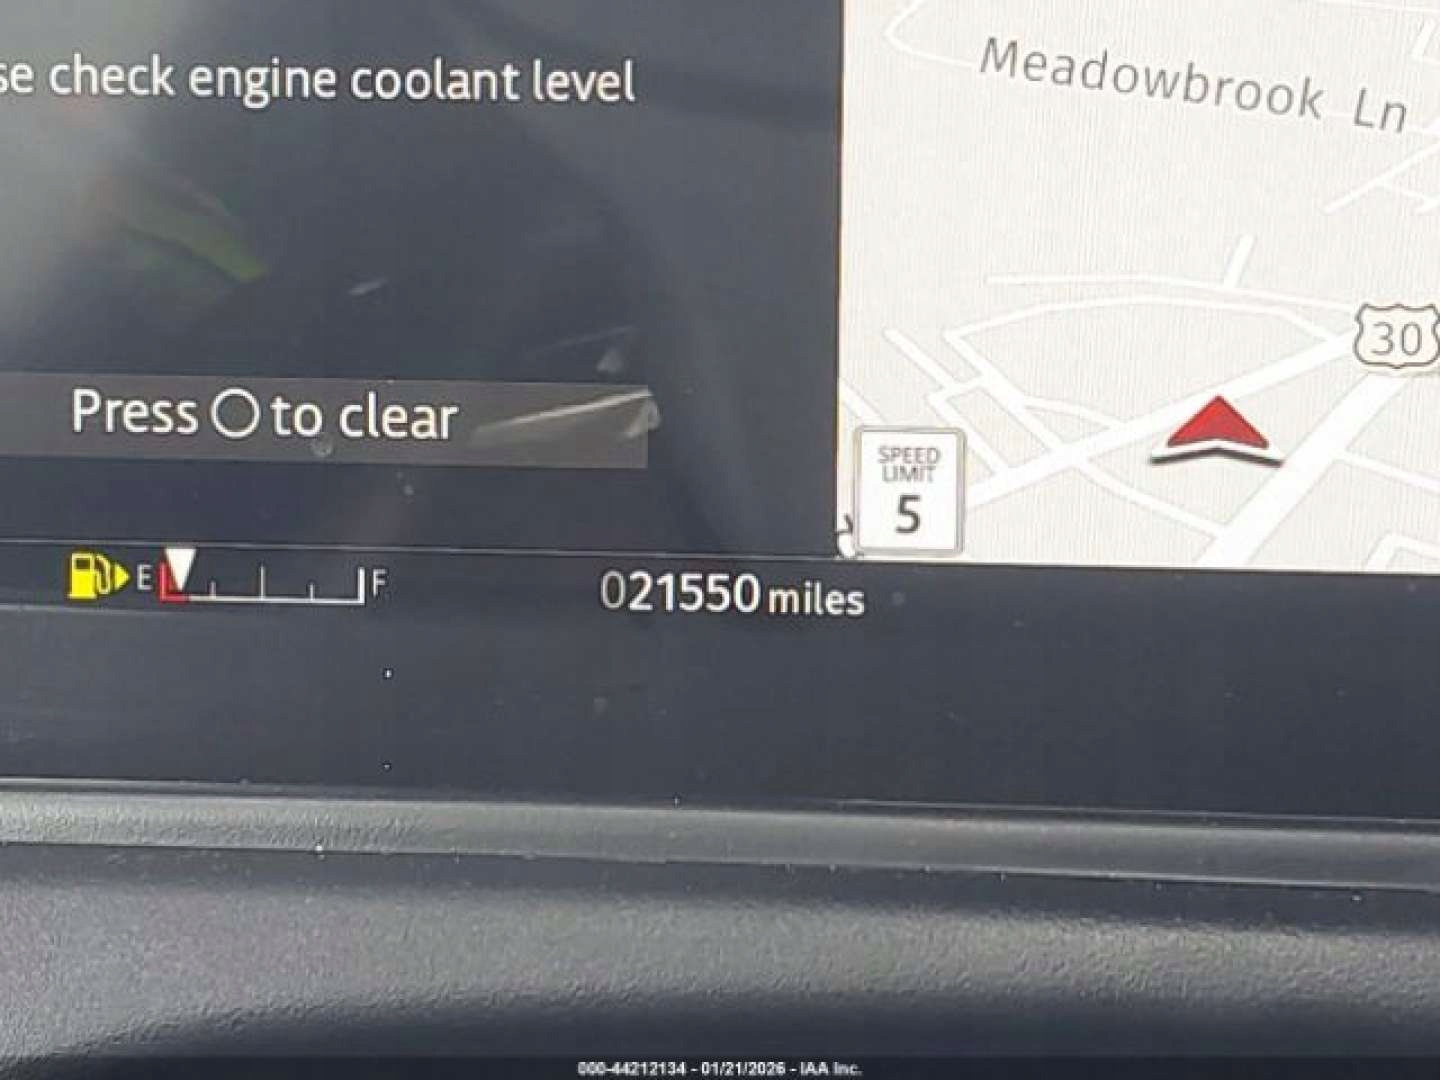 se check engine coolant level
Press to clear
E
F
021550 miles
Meadowbrook Ln
30
SPEED
LIMIT
5
000-44212134 - 01/21/2026 - IAA Inc.